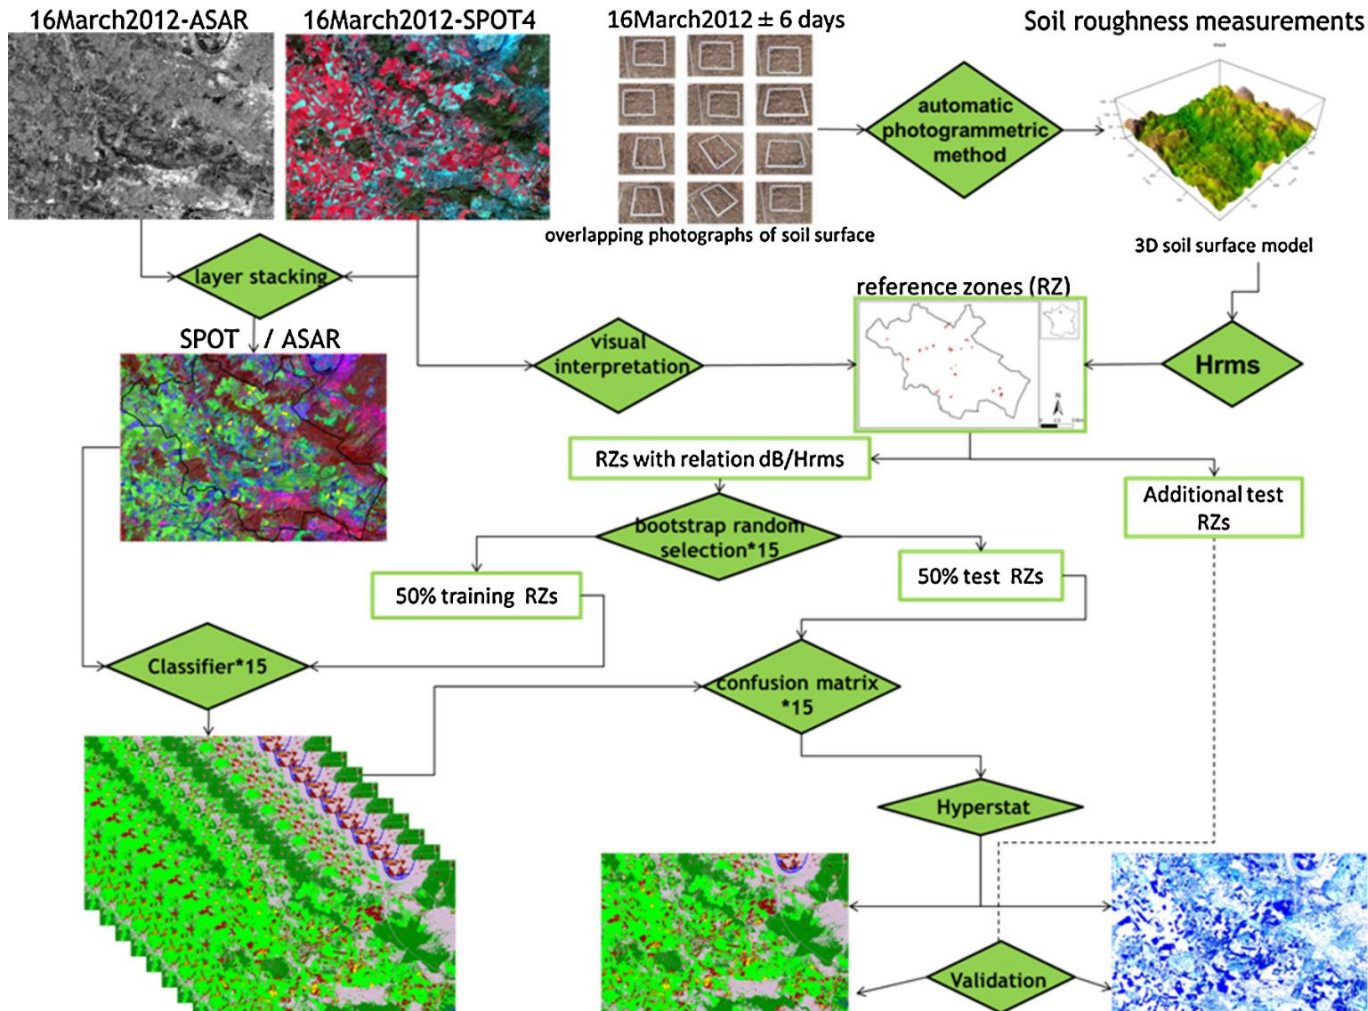 16March2012-ASAR
16March2012-SPOT4
16March2012 ± 6 days
Soil roughness measurements
automatic
photogrammetric
method
overlapping photographs of soil surface
3D soil surface model
layer stacking
reference zones (RZ)
SPOT / ASAR
visual
interpretation
Hrms
N
RZs with relation dB/Hrms
Additional test
RZs
bootstrap random
selection*15
50% training RZs
50% test RZs
Classifier*15
confusion matrix
*15
Hyperstat
Validation